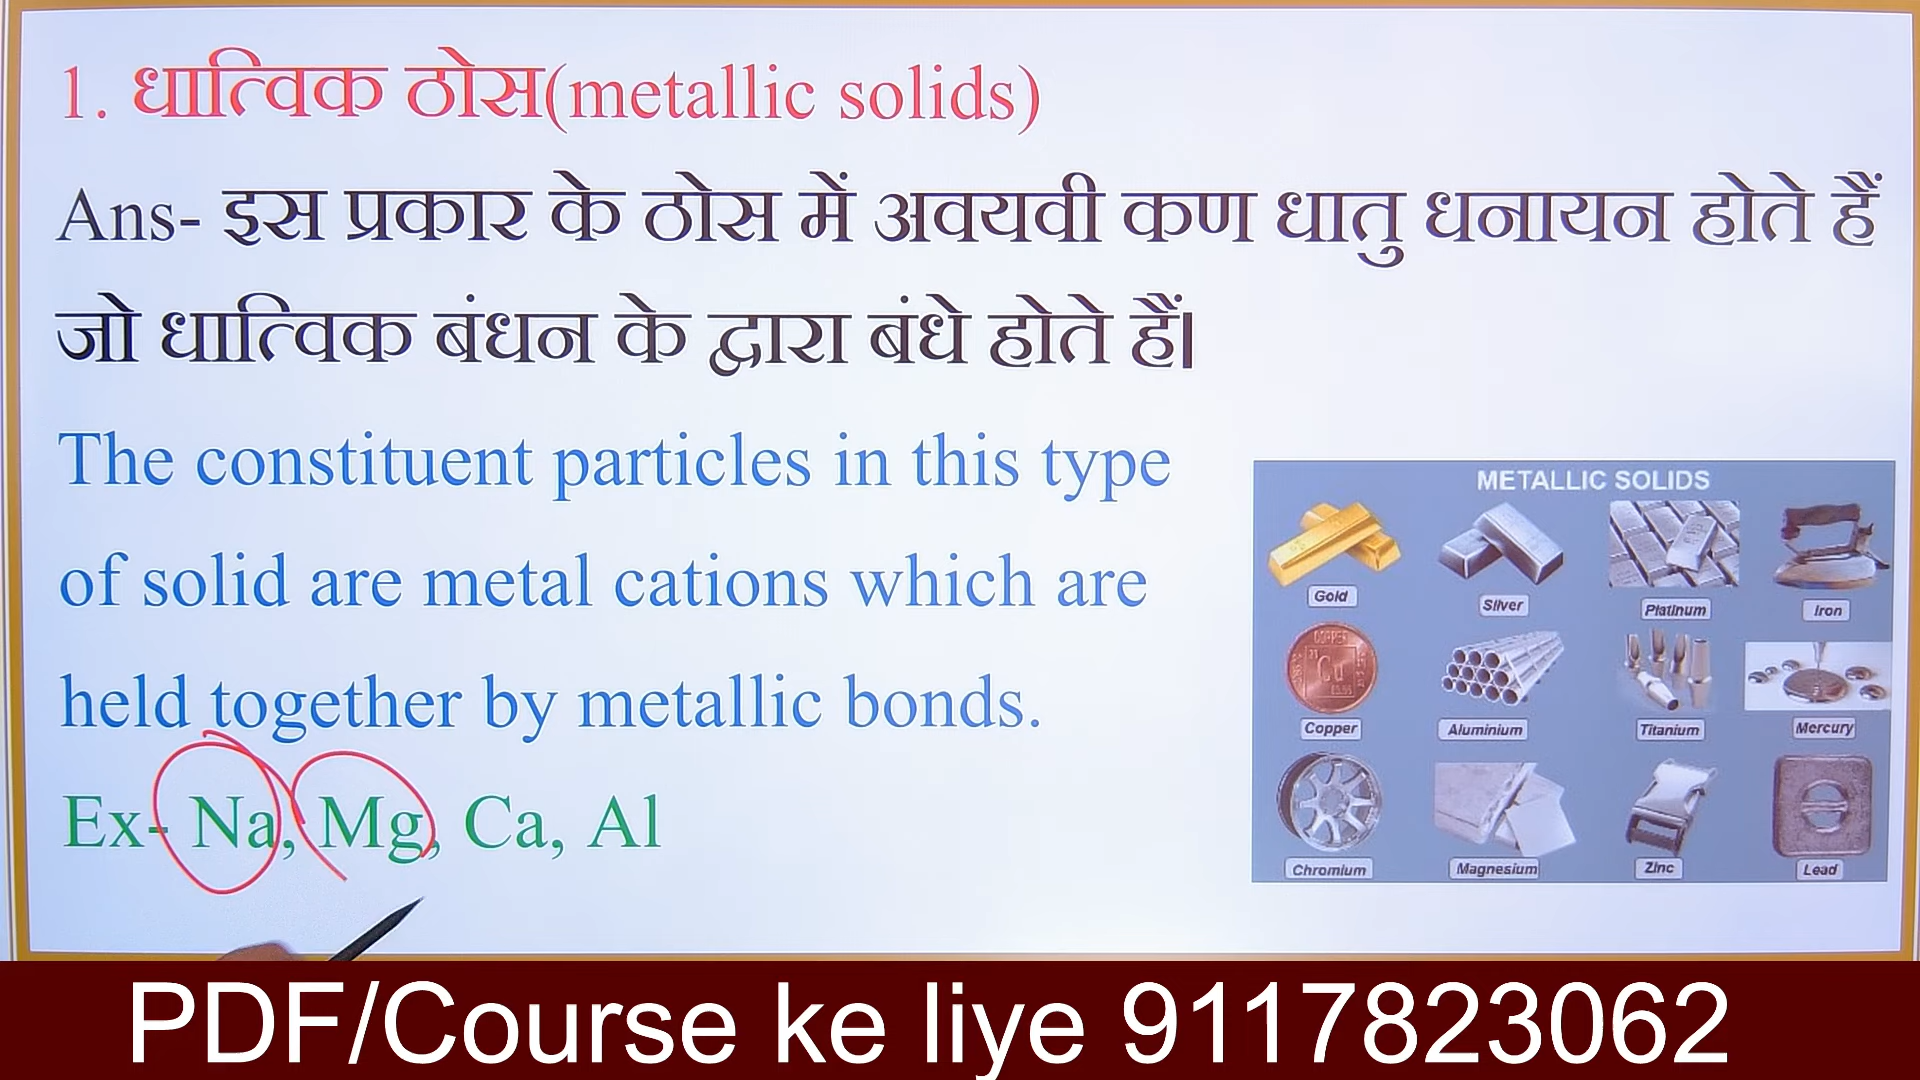 1. धात्विक ठोस(metallic solids)
Ans- इस प्रकार के ठोस में अवयवी कण धातु धनायन होते हैं
जो धात्विक बंधन के द्वारा बंधे होते हैं।
The constituent particles in this type
of solid are metal cations which are
held together by metallic bonds.
Ex- Na, Mg, Ca, Al
METALLIC SOLIDS
Gold Silver Platinum Iron
Copper Aluminium Titanium Mercury
Chromium Magnesium Zinc Lead
COPPER
Cu
PDF/Course ke liye 9117823062